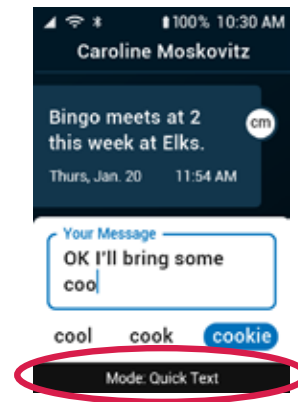 100% 10:30 AM
Caroline Moskovitz
Bingo meets at 2
this week at Elks.
cm
Thurs, Jan. 20 11:54 AM
Your Message
OK I'll bring some
coo
cool cook cookie
Mode: Quick Text